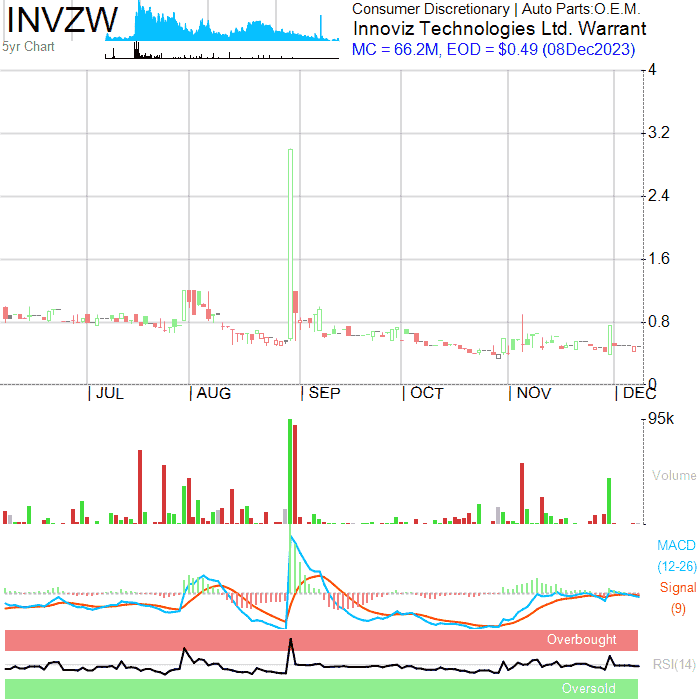 INVZW
5yr Chart
Consumer Discretionary | Auto Parts:O.E.M.
Innoviz Technologies Ltd. Warrant
MC = 66.2M, EOD = $0.49 (08Dec2023)
4
3.2
2.4
1.6
0.8
0
JUL AUG SEP OCT NOV DEC
95k
Volume
MACD
(12-26)
Signal
(9)
Overbought
RSI(14)
Oversold